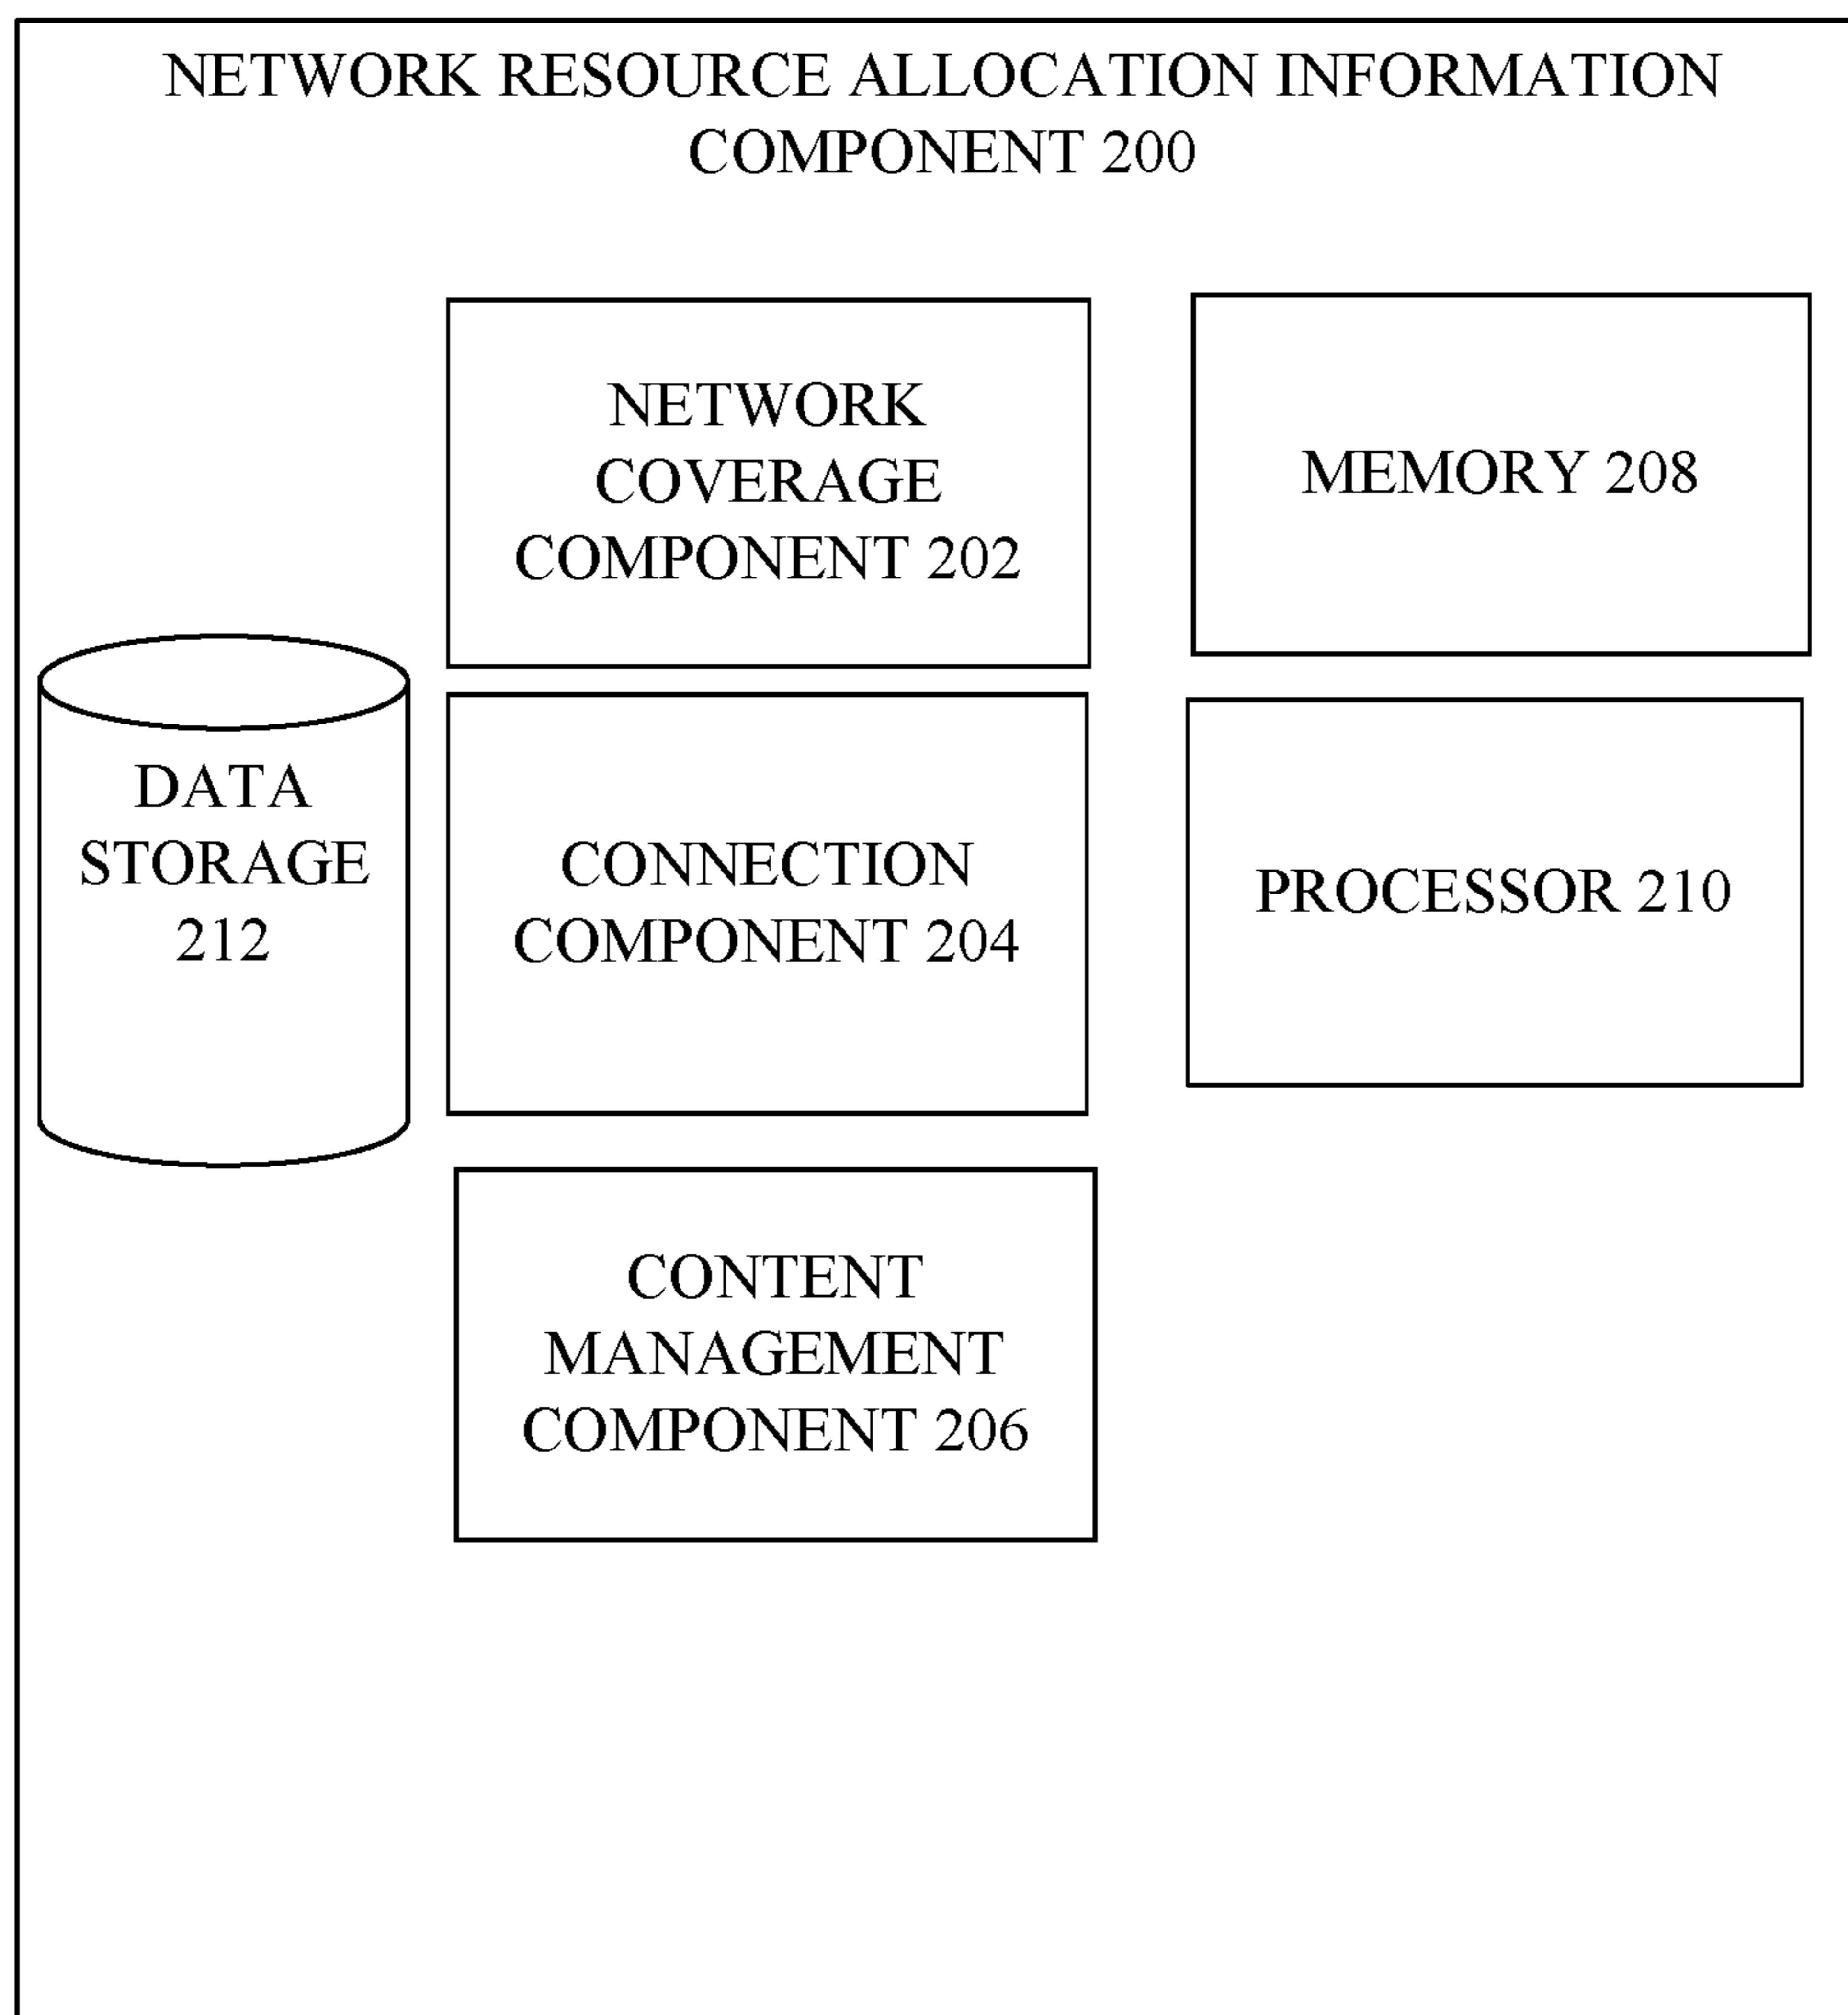 NETWORK RESOURCE ALLOCATION INFORMATION
COMPONENT 200
NETWORK
COVERAGE
COMPONENT 202
MEMORY 208
DATA
STORAGE
212
CONNECTION
COMPONENT 204
PROCESSOR 210
CONTENT
MANAGEMENT
COMPONENT 206